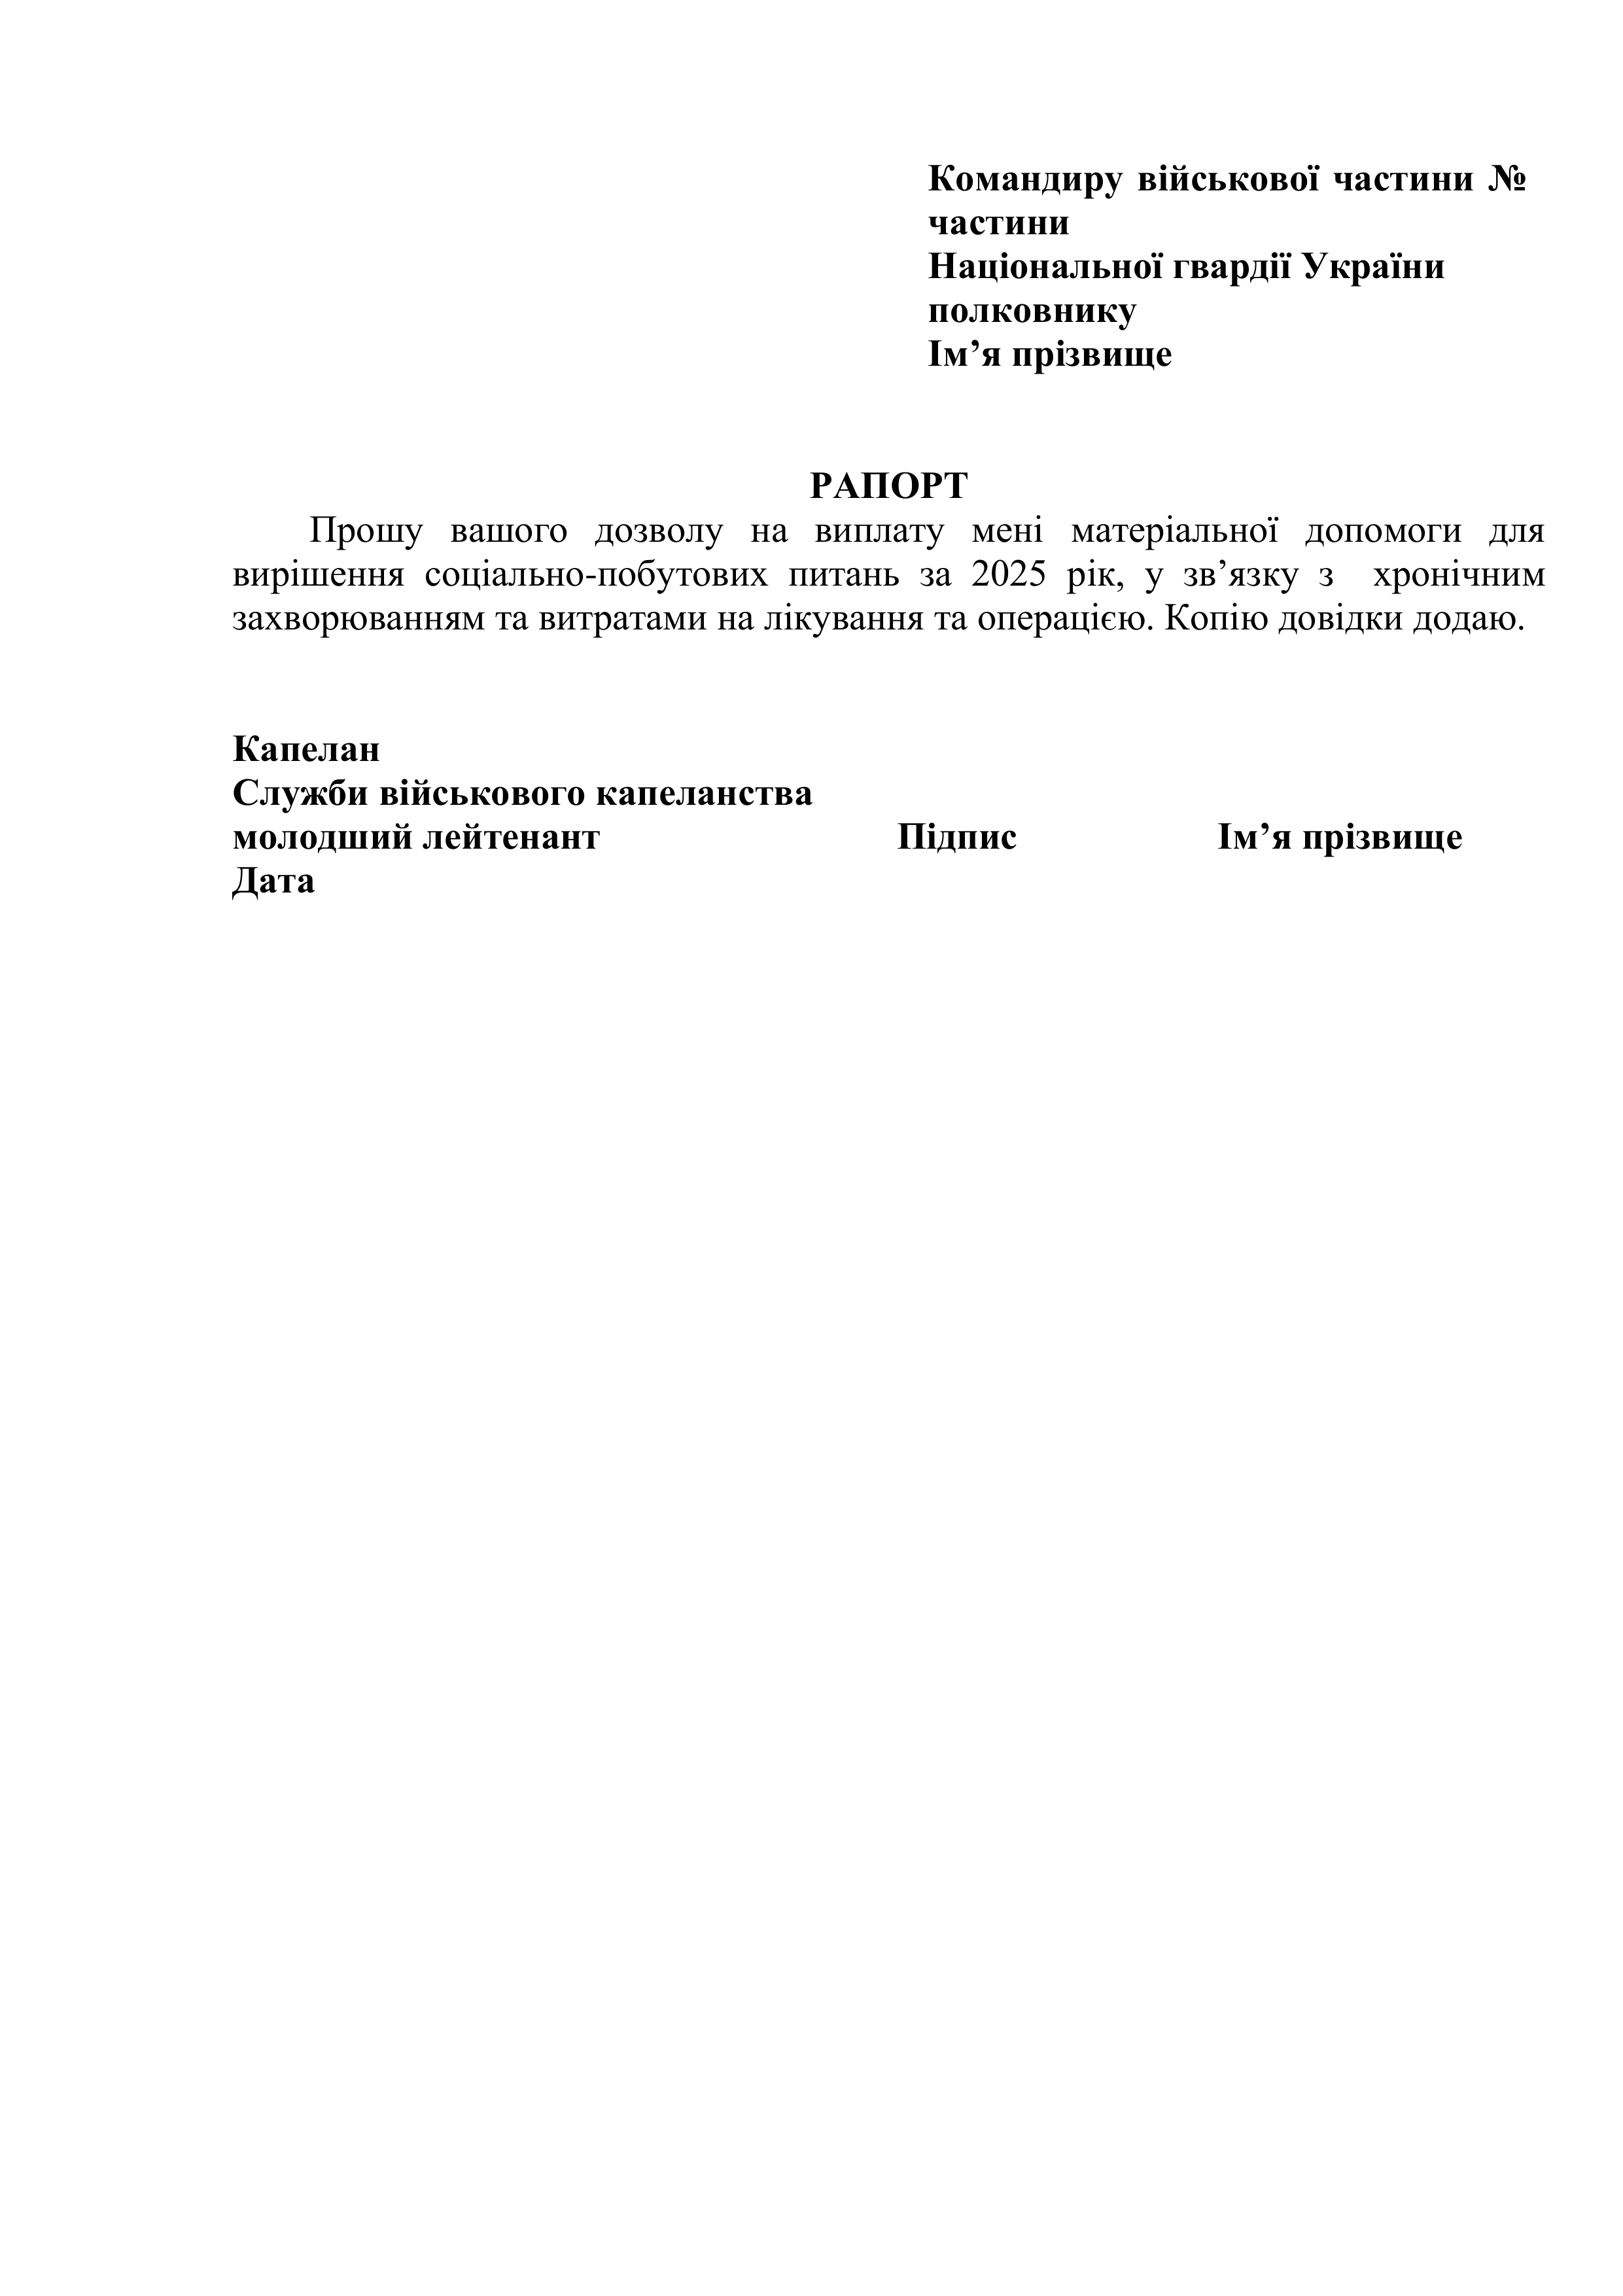 Командиру військової частини №
частини
Національної гвардії України
полковнику
Ім’я прізвище
РАПОРТ
Прошу вашого дозволу на виплату мені матеріальної допомоги для
вирішення соціально-побутових питань за 2025 рік, у зв’язку з хронічним
захворюванням та витратами на лікування та операцією. Копію довідки додаю.
Капелан
Служби військового капеланства
молодший лейтенант Підпис Ім’я прізвище
Дата